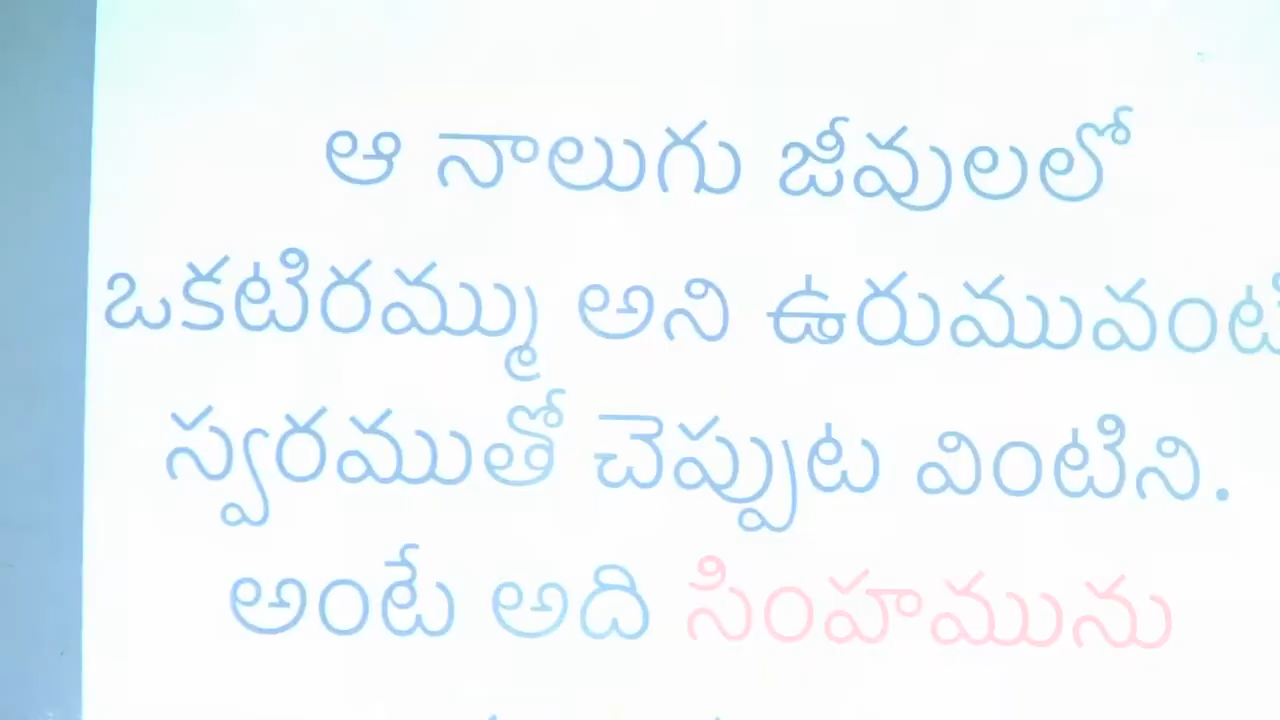 ఆ నాలుగు జీవులలో
ఒకటిరమ్ము అని ఉరుమువంటి
స్వరముతో చెప్పుట వింటిని.
అంటే అది సింహమును